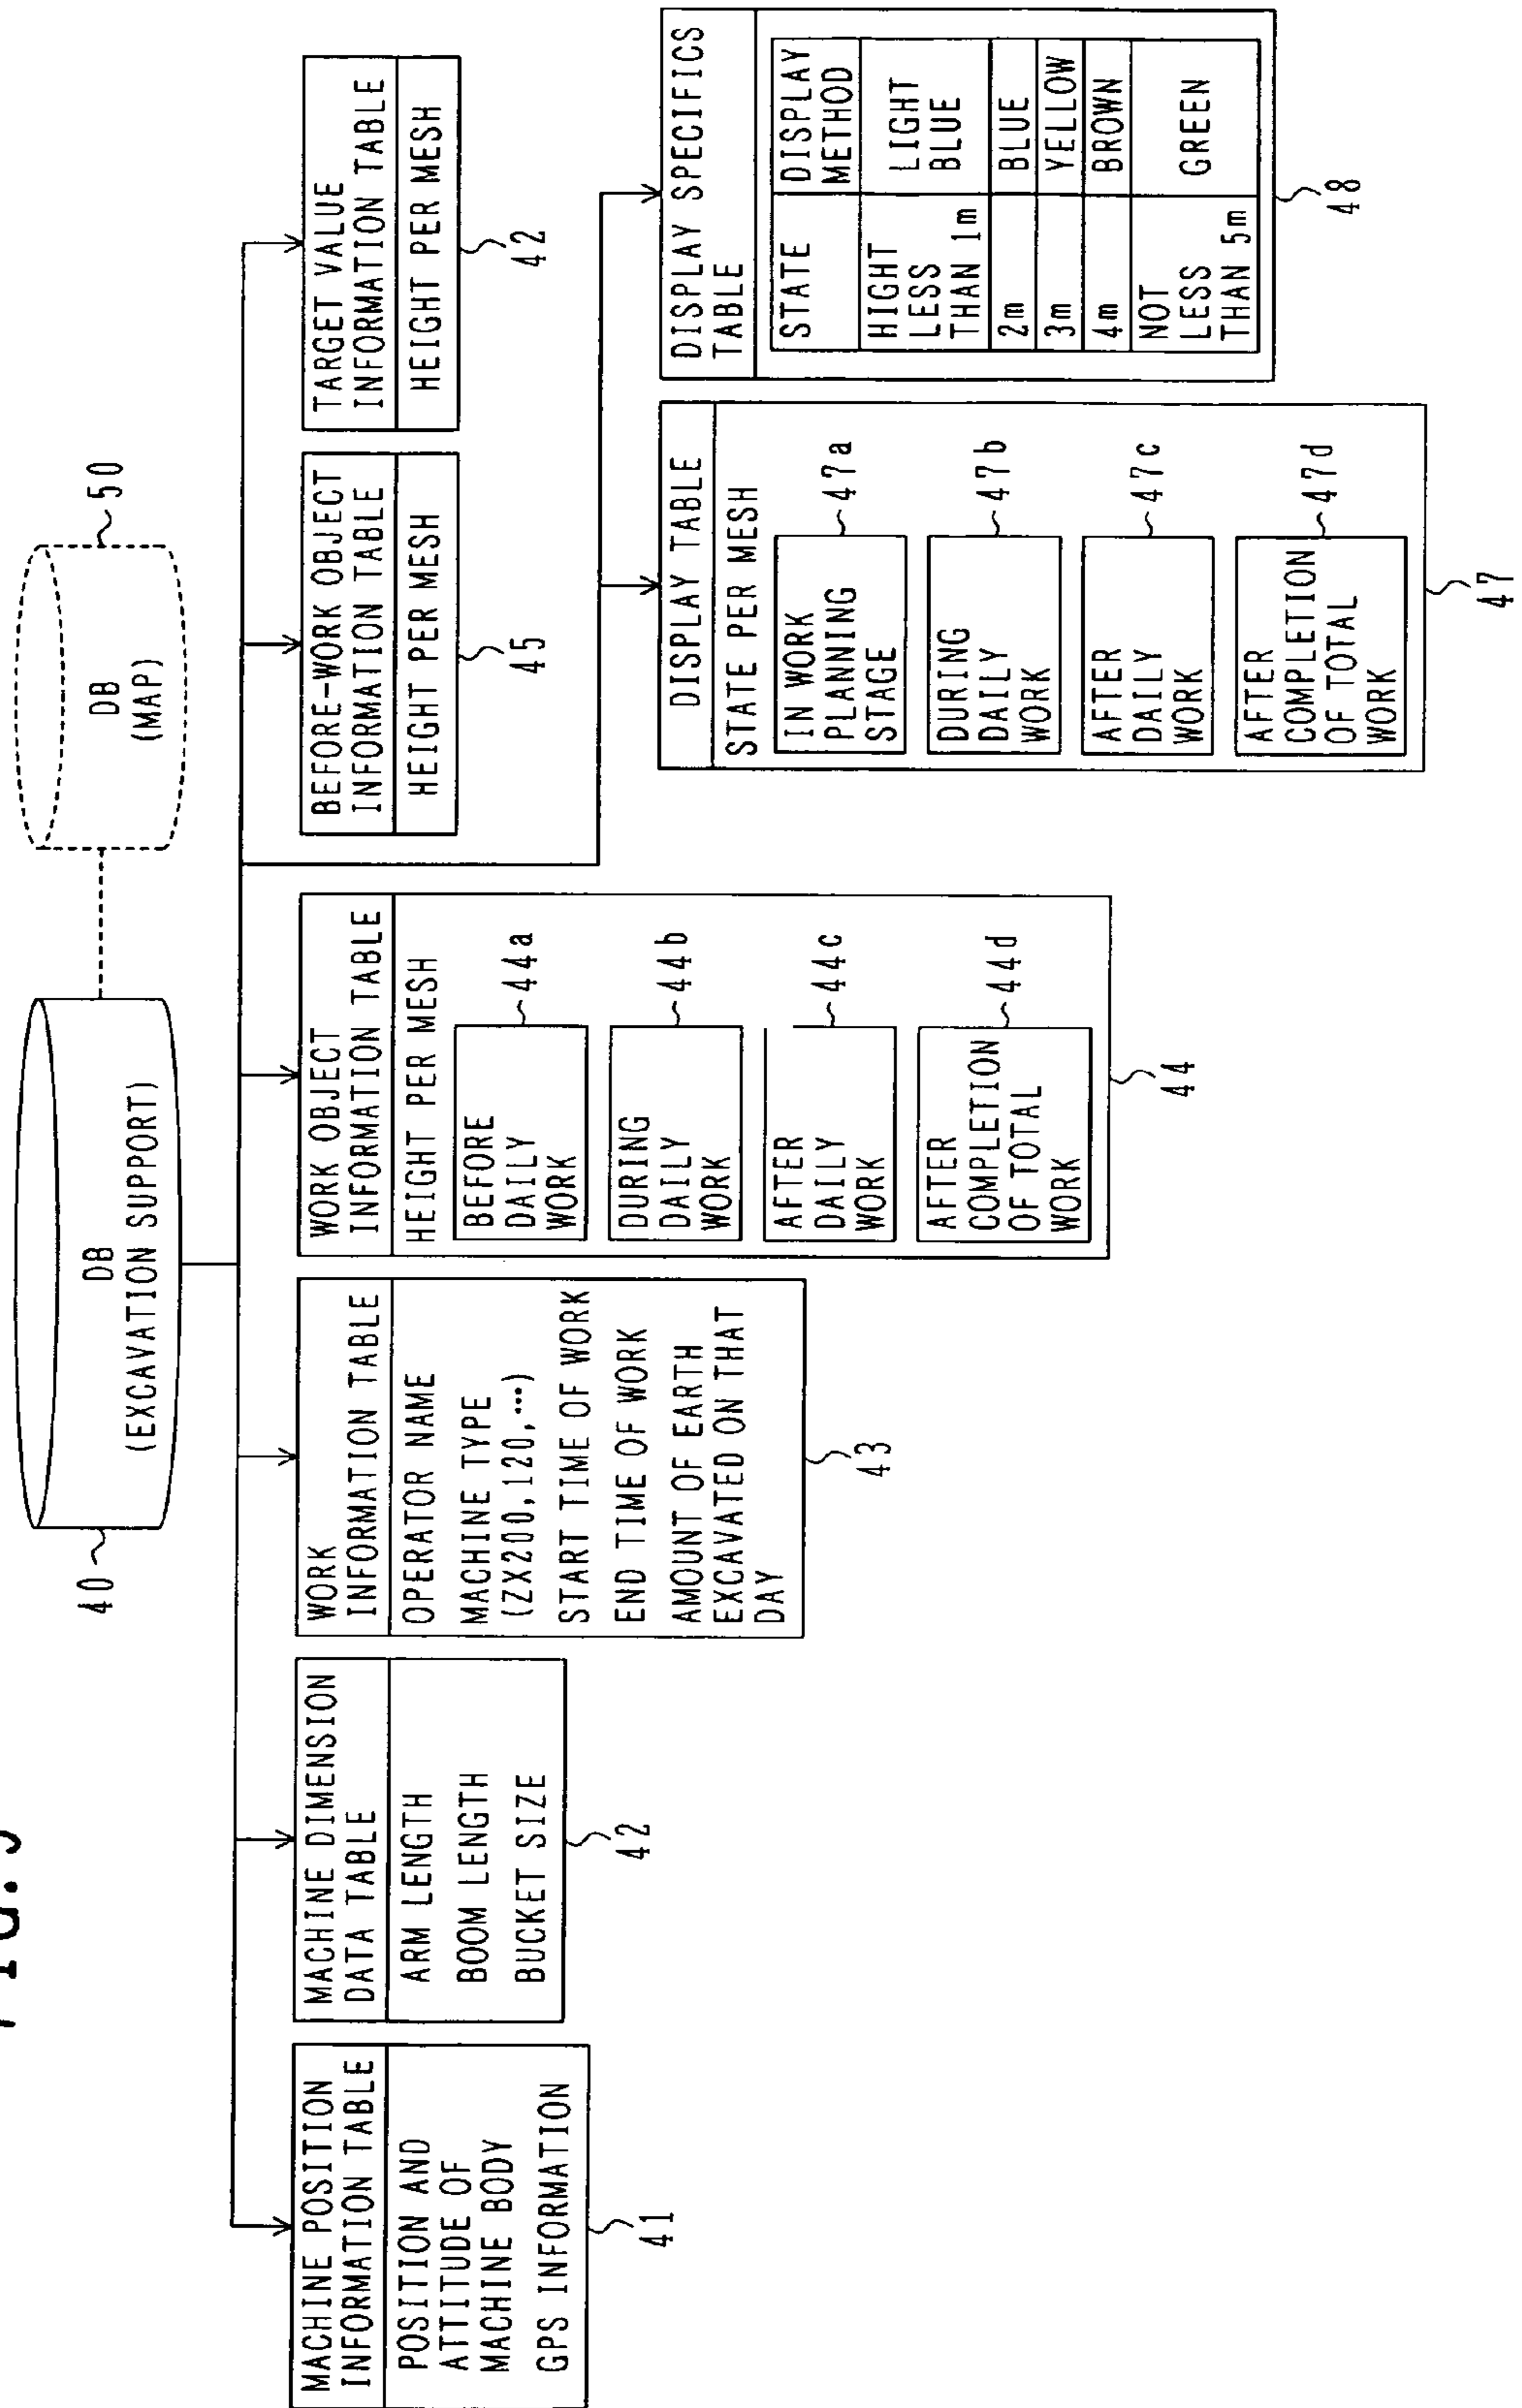 40
DB
(EXCAVATION SUPPORT)
DB
(MAP)
50
MACHINE POSITION
INFORMATION TABLE
POSITION AND
ATTITUDE OF
MACHINE BODY
GPS INFORMATION
41
MACHINE DIMENSION
DATA TABLE
ARM LENGTH
BOOM LENGTH
BUCKET SIZE
42
WORK
INFORMATION TABLE
OPERATOR NAME
MACHINE TYPE
(ZX200,120,···)
START TIME OF WORK
END TIME OF WORK
AMOUNT OF EARTH
EXCAVATED ON THAT
DAY
43
WORK OBJECT
INFORMATION TABLE
HEIGHT PER MESH
BEFORE
DAILY
WORK
44a
DURING
DAILY
WORK
44b
AFTER
DAILY
WORK
44c
AFTER
COMPLETION
OF TOTAL
WORK
44d
44
BEFORE-WORK OBJECT
INFORMATION TABLE
HEIGHT PER MESH
45
TARGET VALUE
INFORMATION TABLE
HEIGHT PER MESH
42
DISPLAY TABLE
STATE PER MESH
IN WORK
PLANNING
STAGE
47a
DURING
DAILY
WORK
47b
AFTER
DAILY
WORK
47c
AFTER
COMPLETION
OF TOTAL
WORK
47d
47
DISPLAY SPECIFICS
TABLE
STATE
DISPLAY
METHOD
HIGHT
LESS
THAN 1m
LIGHT
BLUE
2m BLUE
3m YELLOW
4m BROWN
NOT
LESS
THAN 5m
GREEN
48